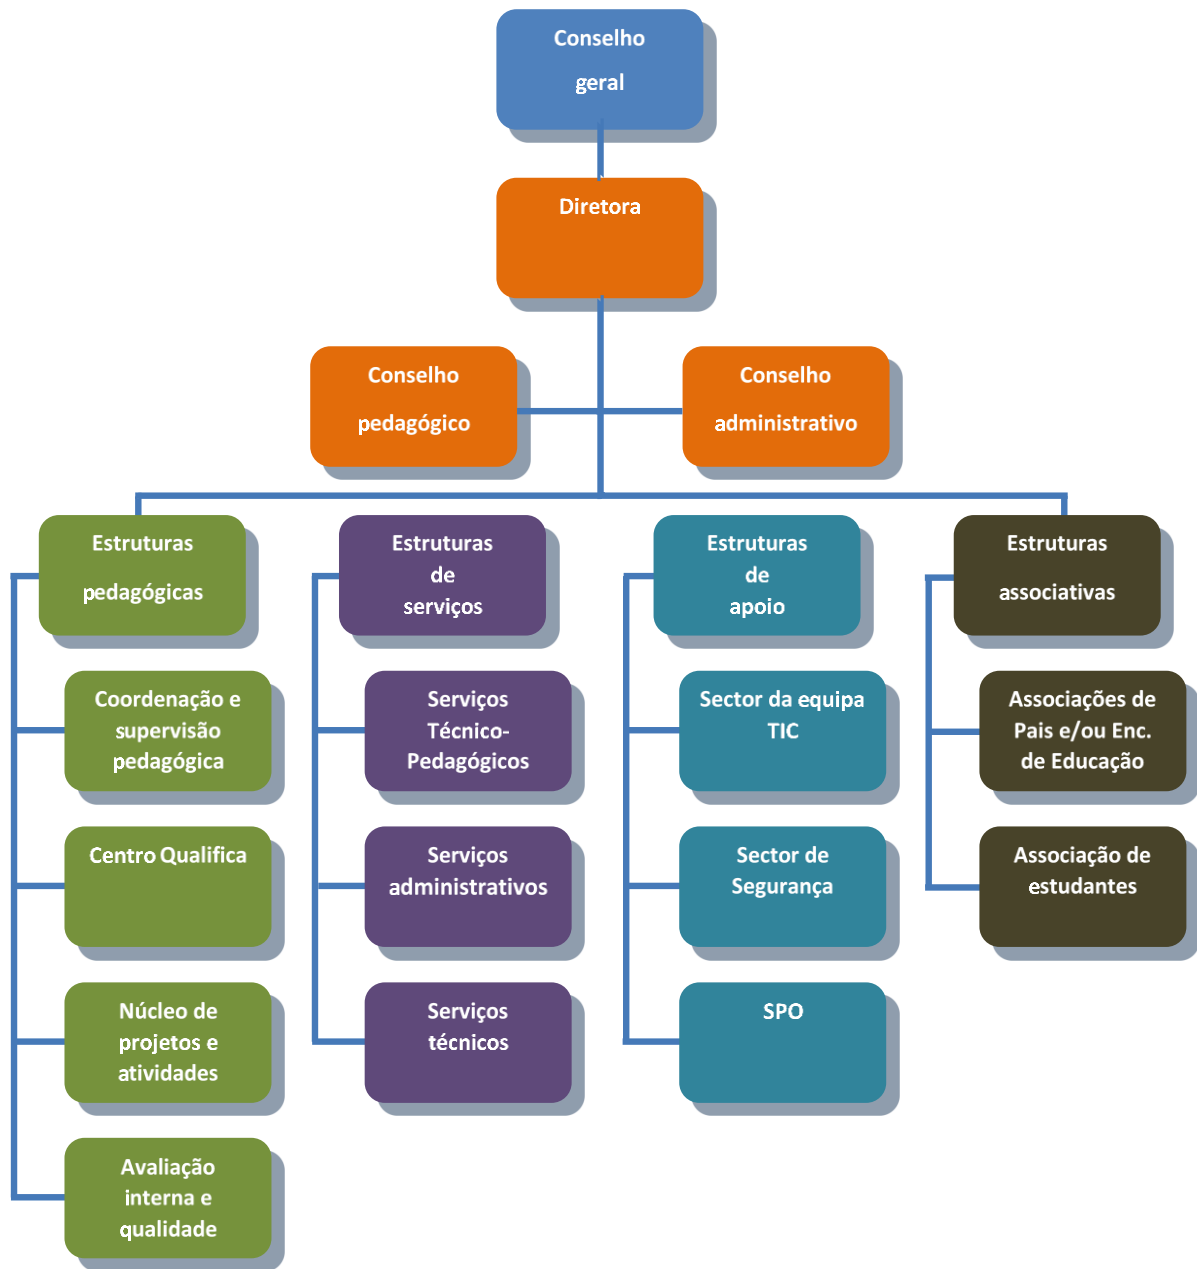 Conselho
geral
Diretora
Conselho
pedagógico
Conselho
administrativo
Estruturas
pedagógicas
Estruturas
de
serviços
Estruturas
de
apoio
Estruturas
associativas
Coordenação e
supervisão
pedagógica
Serviços
Técnico-
Pedagógicos
Sector da equipa
TIC
Associações de
Pais e/ou Enc.
de Educação
Centro Qualifica
Serviços
administrativos
Sector de
Segurança
Associação de
estudantes
Núcleo de
projetos e
atividades
Serviços
técnicos
SPO
Avaliação
interna e
qualidade